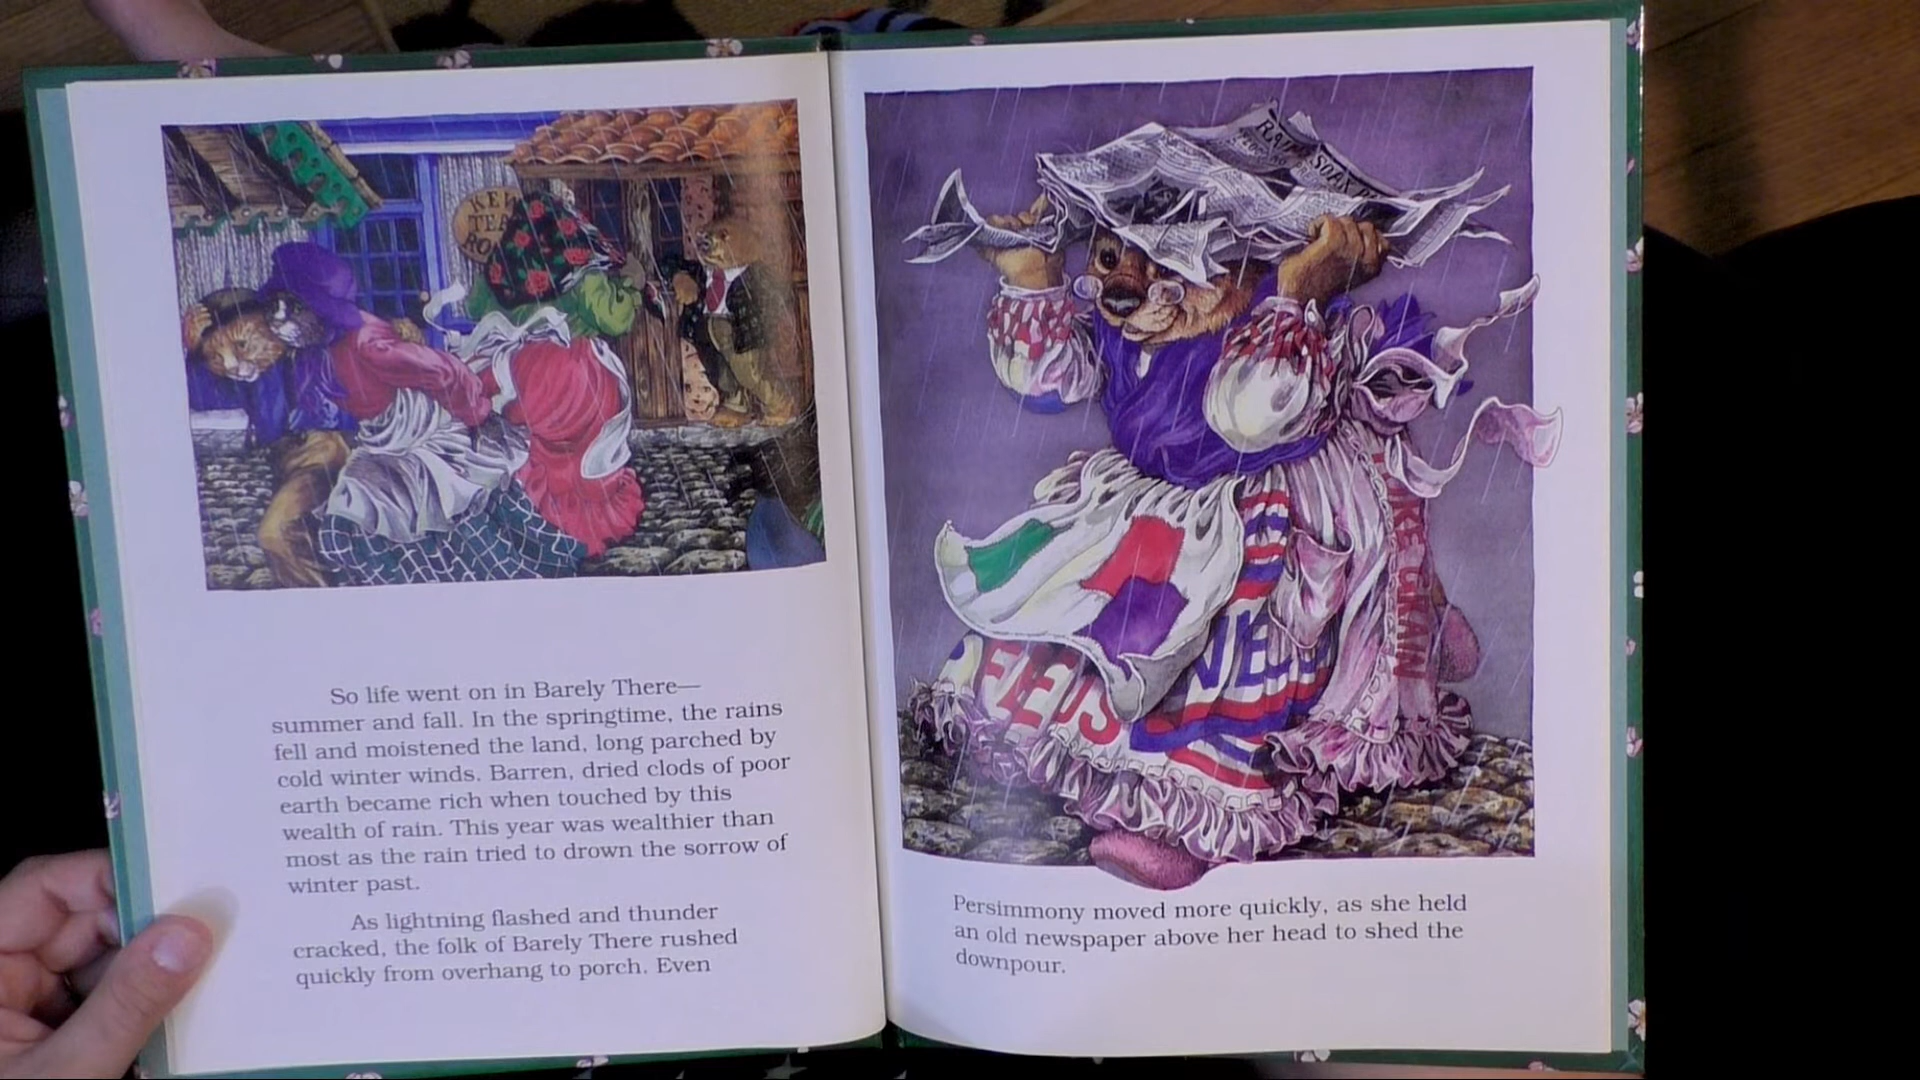 KEW
TEA
RO
So life went on in Barely There—
summer and fall. In the springtime, the rains
fell and moistened the land, long parched by
cold winter winds. Barren, dried clods of poor
earth became rich when touched by this
wealth of rain. This year was wealthier than
most as the rain tried to drown the sorrow of
winter past.
As lightning flashed and thunder
cracked, the folk of Barely There rushed
quickly from overhang to porch. Even
Persimmony moved more quickly, as she held
an old newspaper above her head to shed the
downpour.